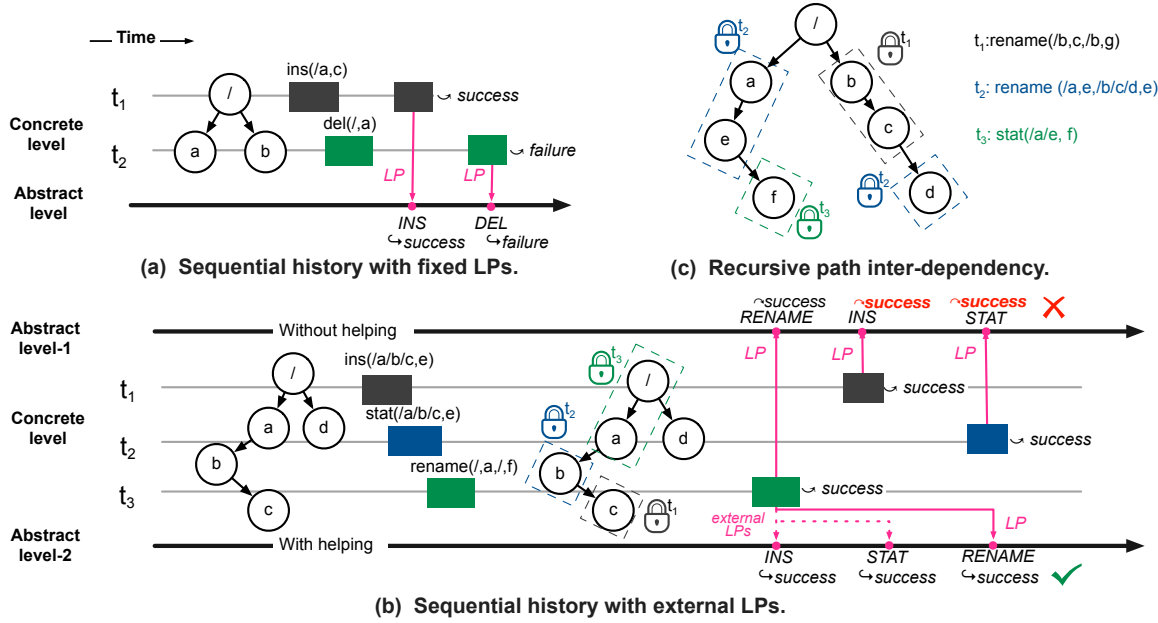 Time
ins(/a,c)
t1
/
success
del(/,a)
Concrete
level
t2
a
b
failure
LP
LP
Abstract
level
INS
success
DEL
failure
(a) Sequential history with fixed LPs.
t2
/
t1
t1:rename(/b,c,/b,g)
a
b
t2: rename (/a,e,/b/c/d,e)
e
c
t3: stat(/a/e, f)
t2
f
d
t3
(c) Recursive path inter-dependency.
Abstract
level-1
Without helping
success
RENAME
success
INS
success
STAT
LP
LP
LP
ins(/a/b/c,e)
t3
t1
/
/
success
Concrete
level
stat(/a/b/c,e)
t2
t2
a
d
a
d
success
b
rename(/,a,/,f)
b
t3
success
c
c
t1
Abstract
level-2
With helping
external
LPs
LP
INS
success
STAT
success
RENAME
success
(b) Sequential history with external LPs.